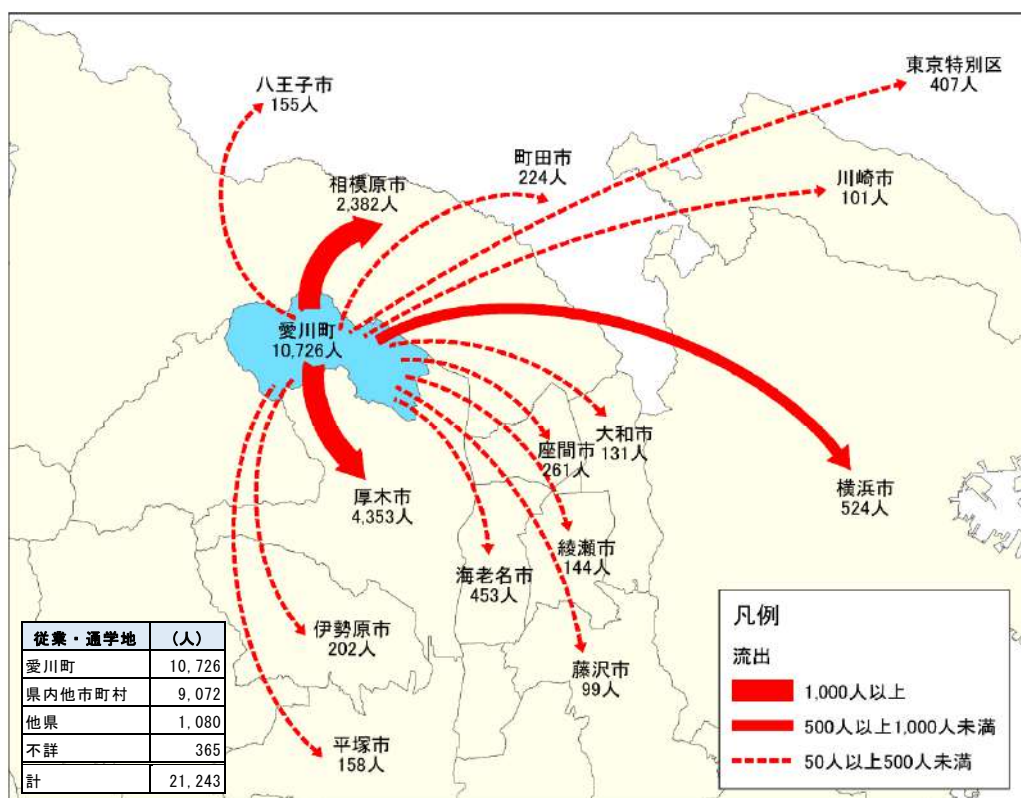 八王子市
155人
東京特別区
407人
町田市
224人
相模原市
2,382人
川崎市
101人
愛川町
10,726人
大和市
131人
座間市
261人
厚木市
4,353人
横浜市
524人
綾瀬市
144人
海老名市
453人
伊勢原市
202人
藤沢市
99人
平塚市
158人
従業・通学地 (人)
愛川町 10,726
県内他市町村 9,072
他県 1,080
不詳 365
計 21,243
凡例
流出
1,000人以上
500人以上1,000人未満
50人以上500人未満